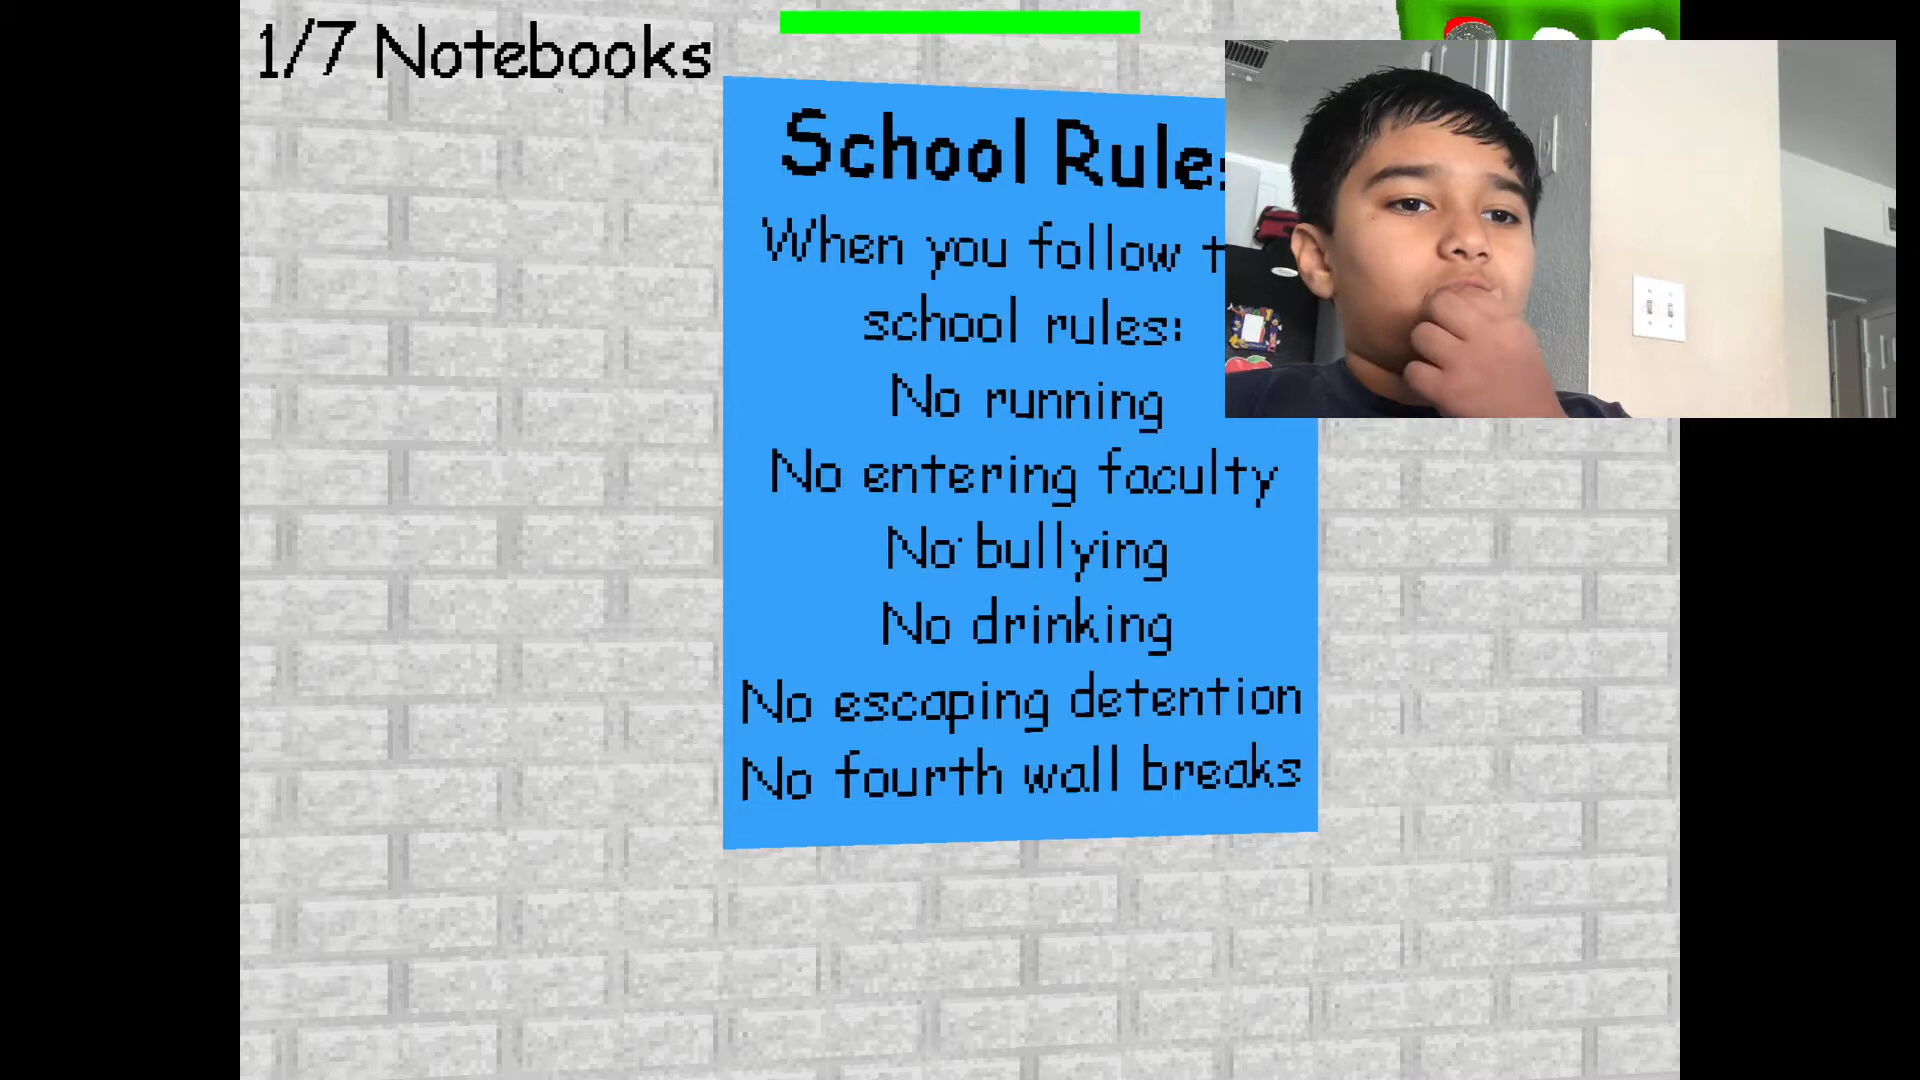 1/7 Notebooks
School Rule
When you follow
school rules:
No running
No entering faculty
No bullying
No drinking
No escaping detention
No fourth wall breaks